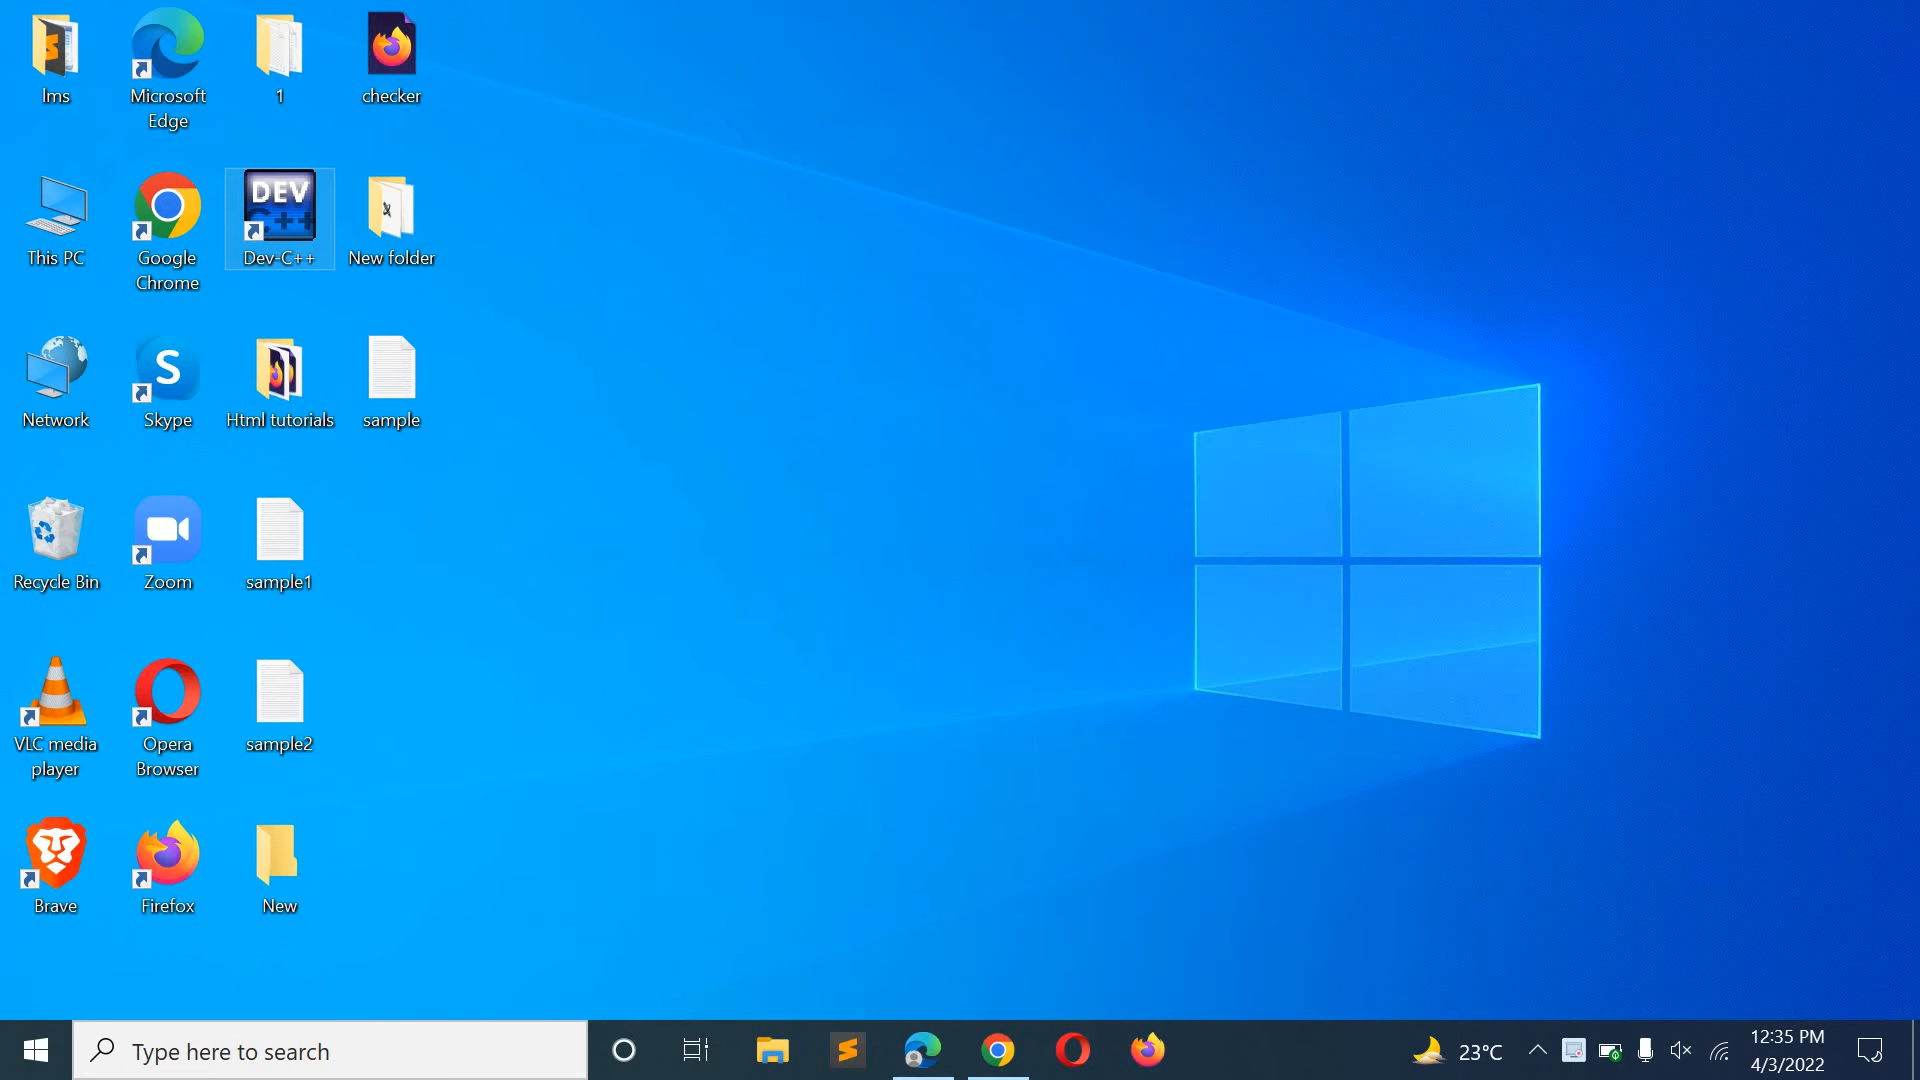 lms
Microsoft
Edge
1
checker
This PC
Google
Chrome
DEV
C++
Dev-C++
New folder
Network
S
Skype
Html tutorials
sample
Recycle Bin
Zoom
sample1
VLC media
player
Opera
Browser
sample2
Brave
Firefox
New
Type here to search
23°C
12:35 PM
4/3/2022